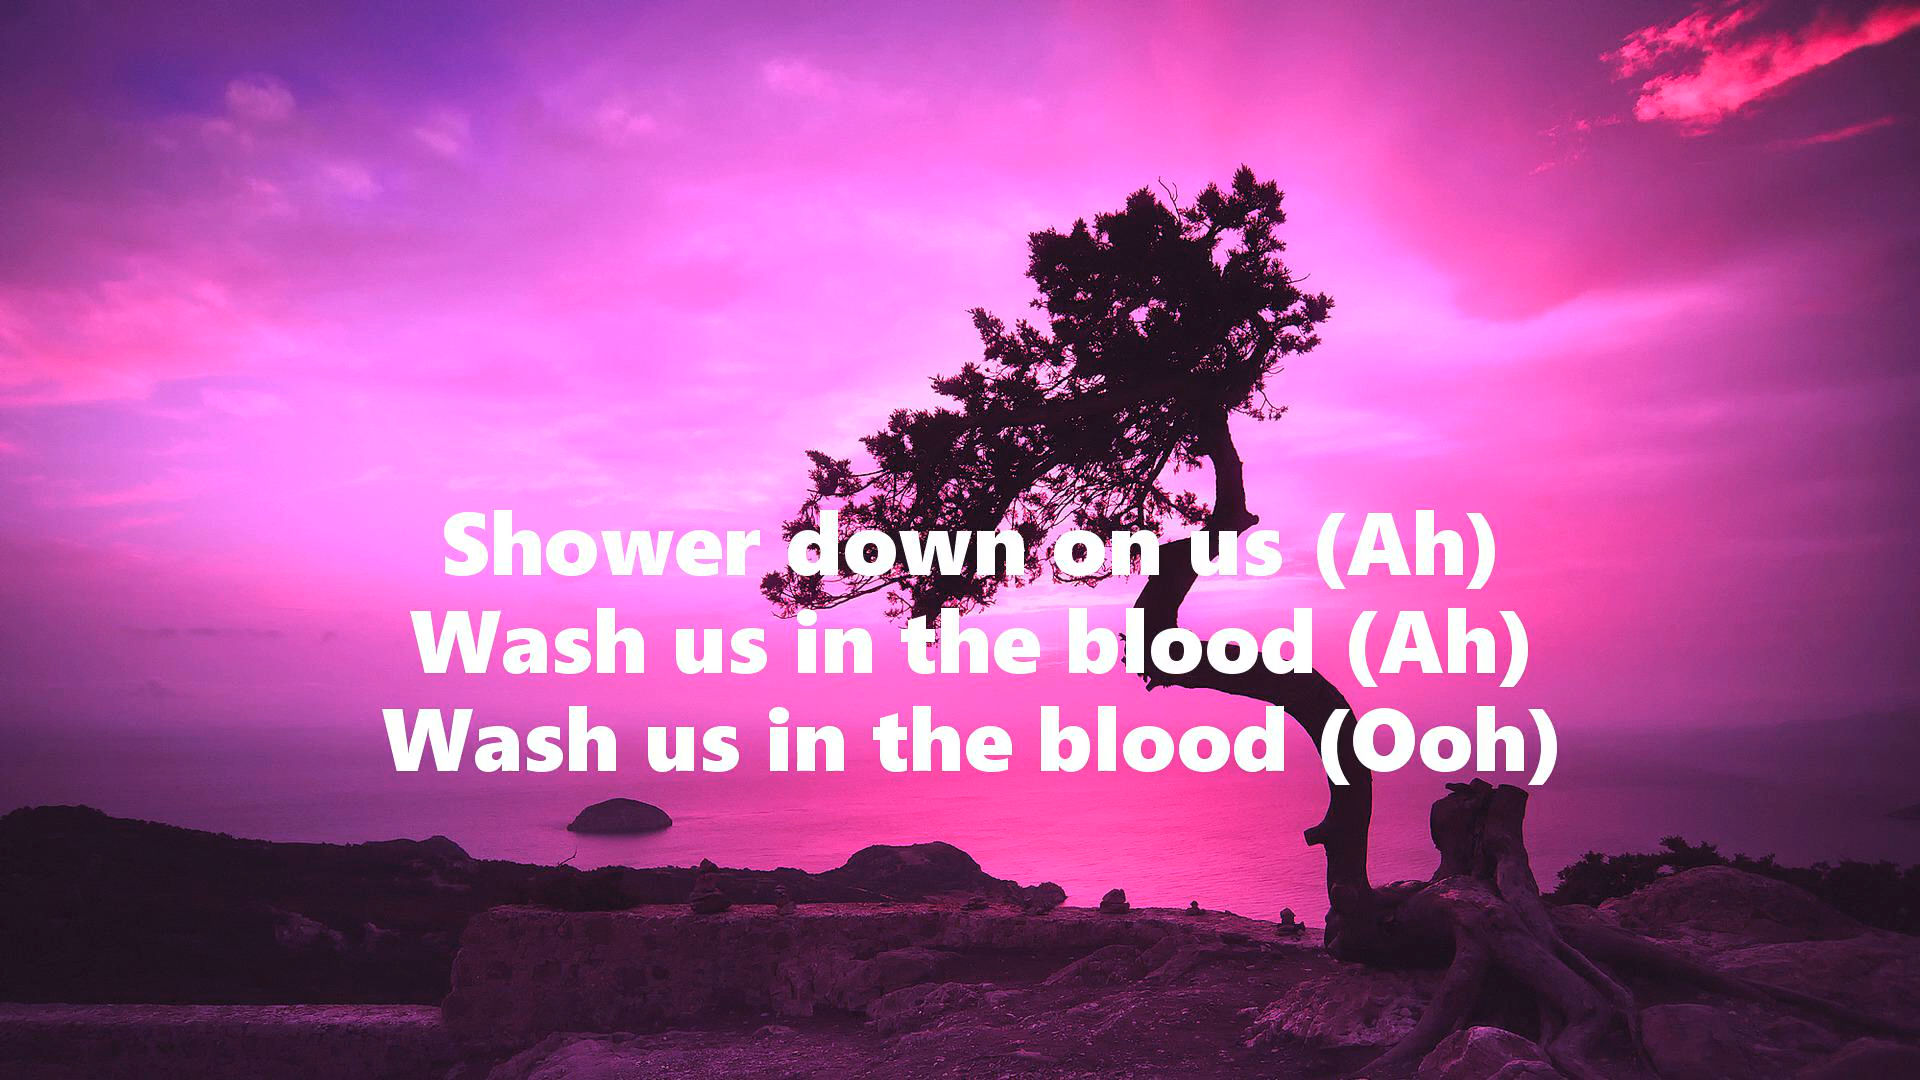 Shower down on us (Ah)
Wash us in the blood (Ah)
Wash us in the blood (Ooh)